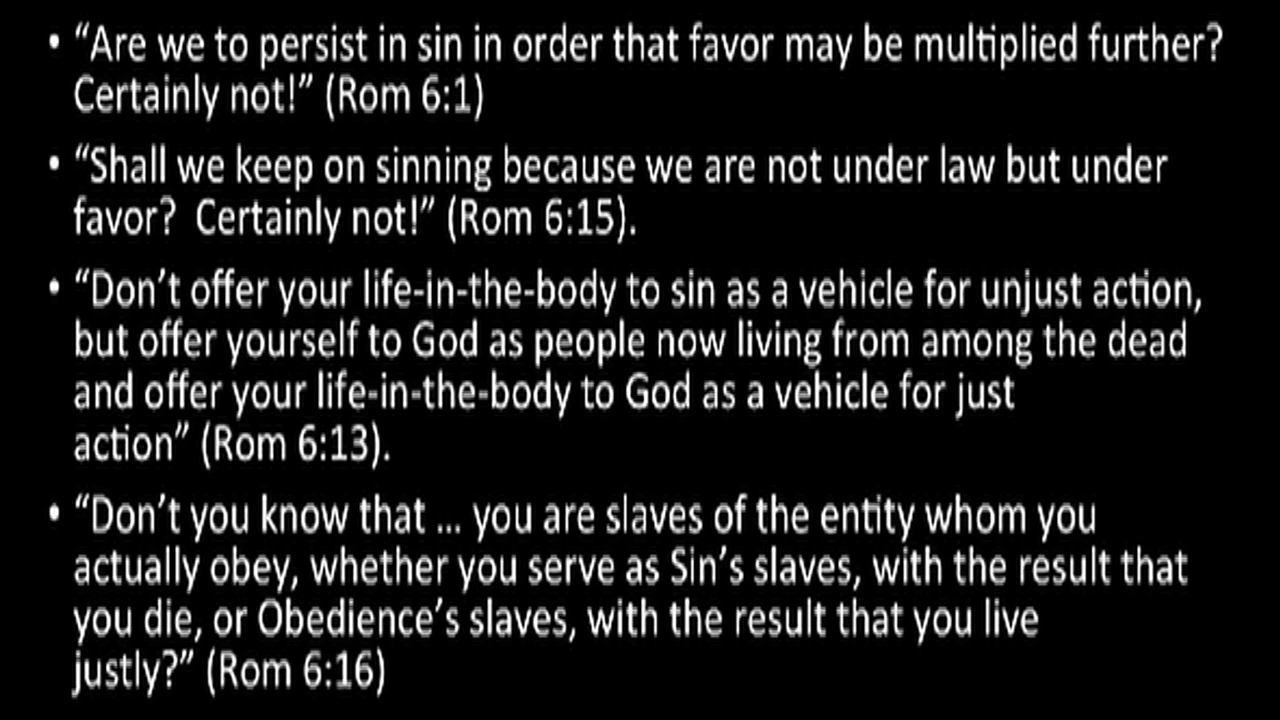 • “Are we to persist in sin in order that favor may be multiplied further?
Certainly not!” (Rom 6:1)
• “Shall we keep on sinning because we are not under law but under
favor?  Certainly not!” (Rom 6:15).
• “Don’t offer your life-in-the-body to sin as a vehicle for unjust action,
but offer yourself to God as people now living from among the dead
and offer your life-in-the-body to God as a vehicle for just
action” (Rom 6:13).
• “Don’t you know that ... you are slaves of the entity whom you
actually obey, whether you serve as Sin’s slaves, with the result that
you die, or Obedience’s slaves, with the result that you live
justly?” (Rom 6:16)